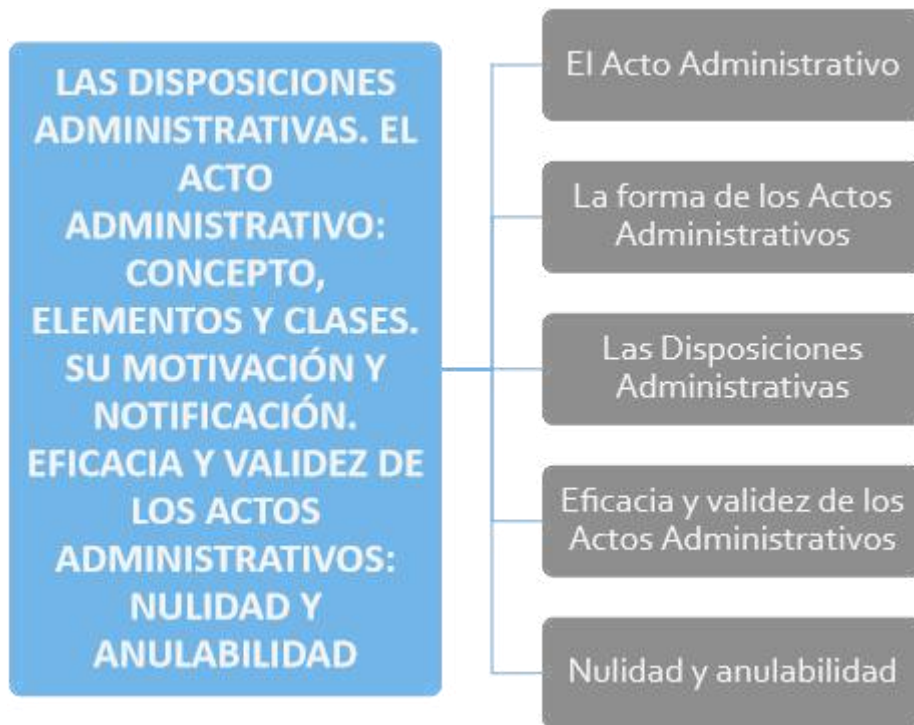 LAS DISPOSICIONES
ADMINISTRATIVAS. EL
ACTO
ADMINISTRATIVO:
CONCEPTO,
ELEMENTOS Y CLASES.
SU MOTIVACIÓN Y
NOTIFICACIÓN.
EFICACIA Y VALIDEZ DE
LOS ACTOS
ADMINISTRATIVOS:
NULIDAD Y
ANULABILIDAD
El Acto Administrativo
La forma de los Actos
Administrativos
Las Disposiciones
Administrativas
Eficacia y validez de los
Actos Administrativos
Nulidad y anulabilidad